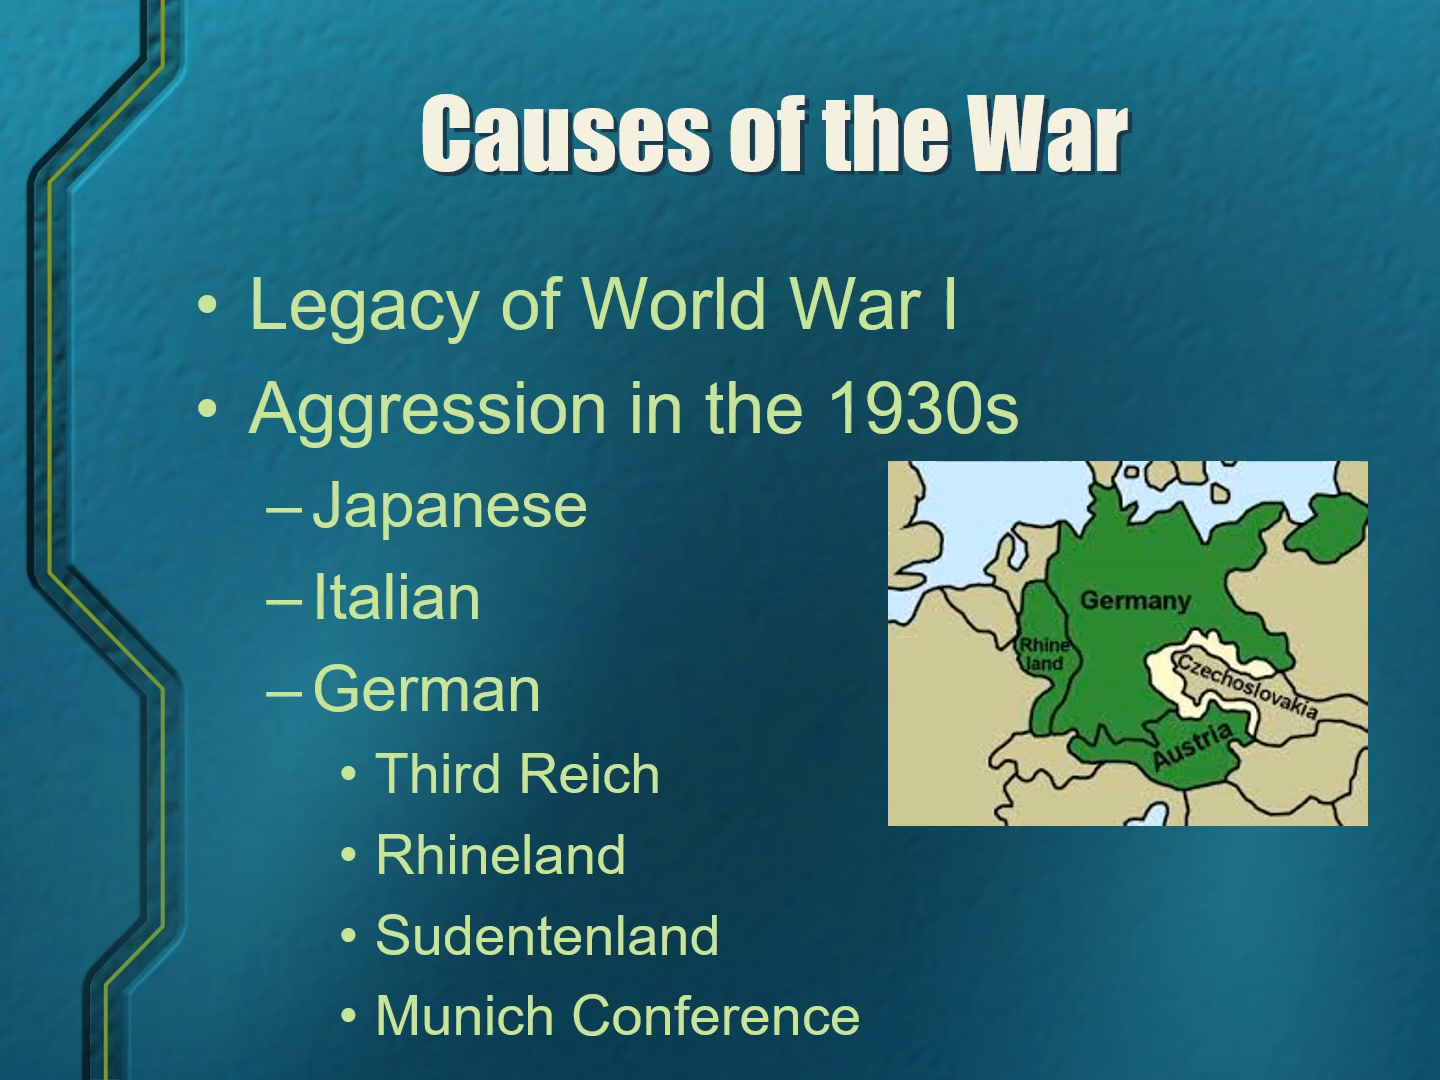 Causes of the War
• Legacy of World War I
• Aggression in the 1930s
– Japanese
– Italian
– German
• Third Reich
• Rhineland
• Sudentenland
• Munich Conference
Germany
Rhine
land
Czechoslovakia
Austria